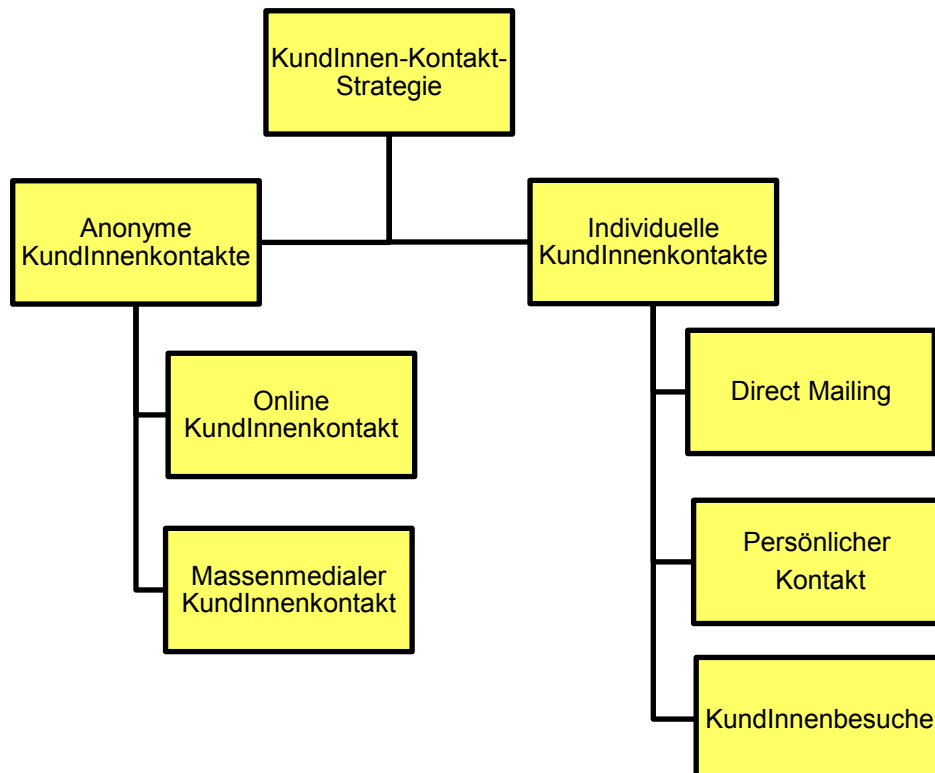 KundInnen-Kontakt-
Strategie
Anonyme
KundInnenkontakte
Individuelle
KundInnenkontakte
Online
KundInnenkontakt
Massenmedialer
KundInnenkontakt
Direct Mailing
Persönlicher
Kontakt
KundInnenbesuche